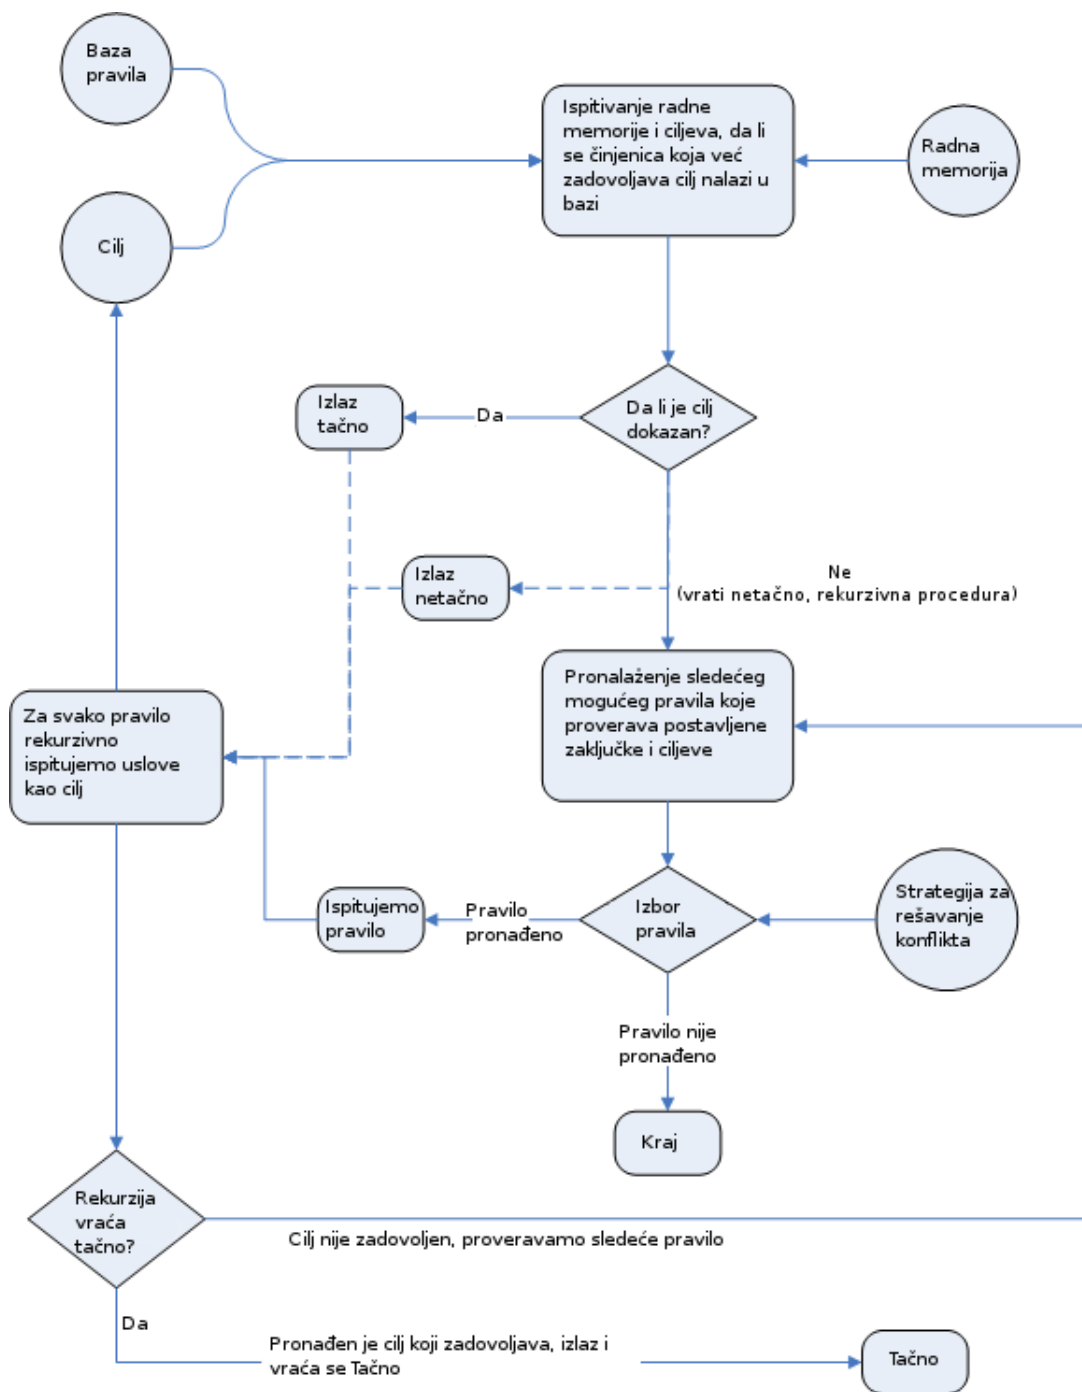 Baza
pravila
Ispitivanje radne
memorije i ciljeva, da li
se činjenica koja već
zadovoljava cilj nalazi u
bazi
Radna
memorija
Cilj
Izlaz
tačno
Da
Da li je cilj
dokazan?
Izlaz
netačno
Ne
(vrati netačno, rekurzivna procedura)
Pronalaženje sledećeg
mogućeg pravila koje
proverava postavljene
zaključke i ciljeve
Za svako pravilo
rekurzivno
ispitujemo uslove
kao cilj
Ispitujemo
pravilo
Pravilo
pronađeno
Izbor
pravila
Strategija za
rešavanje
konflikta
Pravilo nije
pronađeno
Kraj
Rekurzija
vraća
tačno?
Cilj nije zadovoljen, proveravamo sledeće pravilo
Da
Pronađen je cilj koji zadovoljava, izlaz i
vraća se Tačno
Tačno